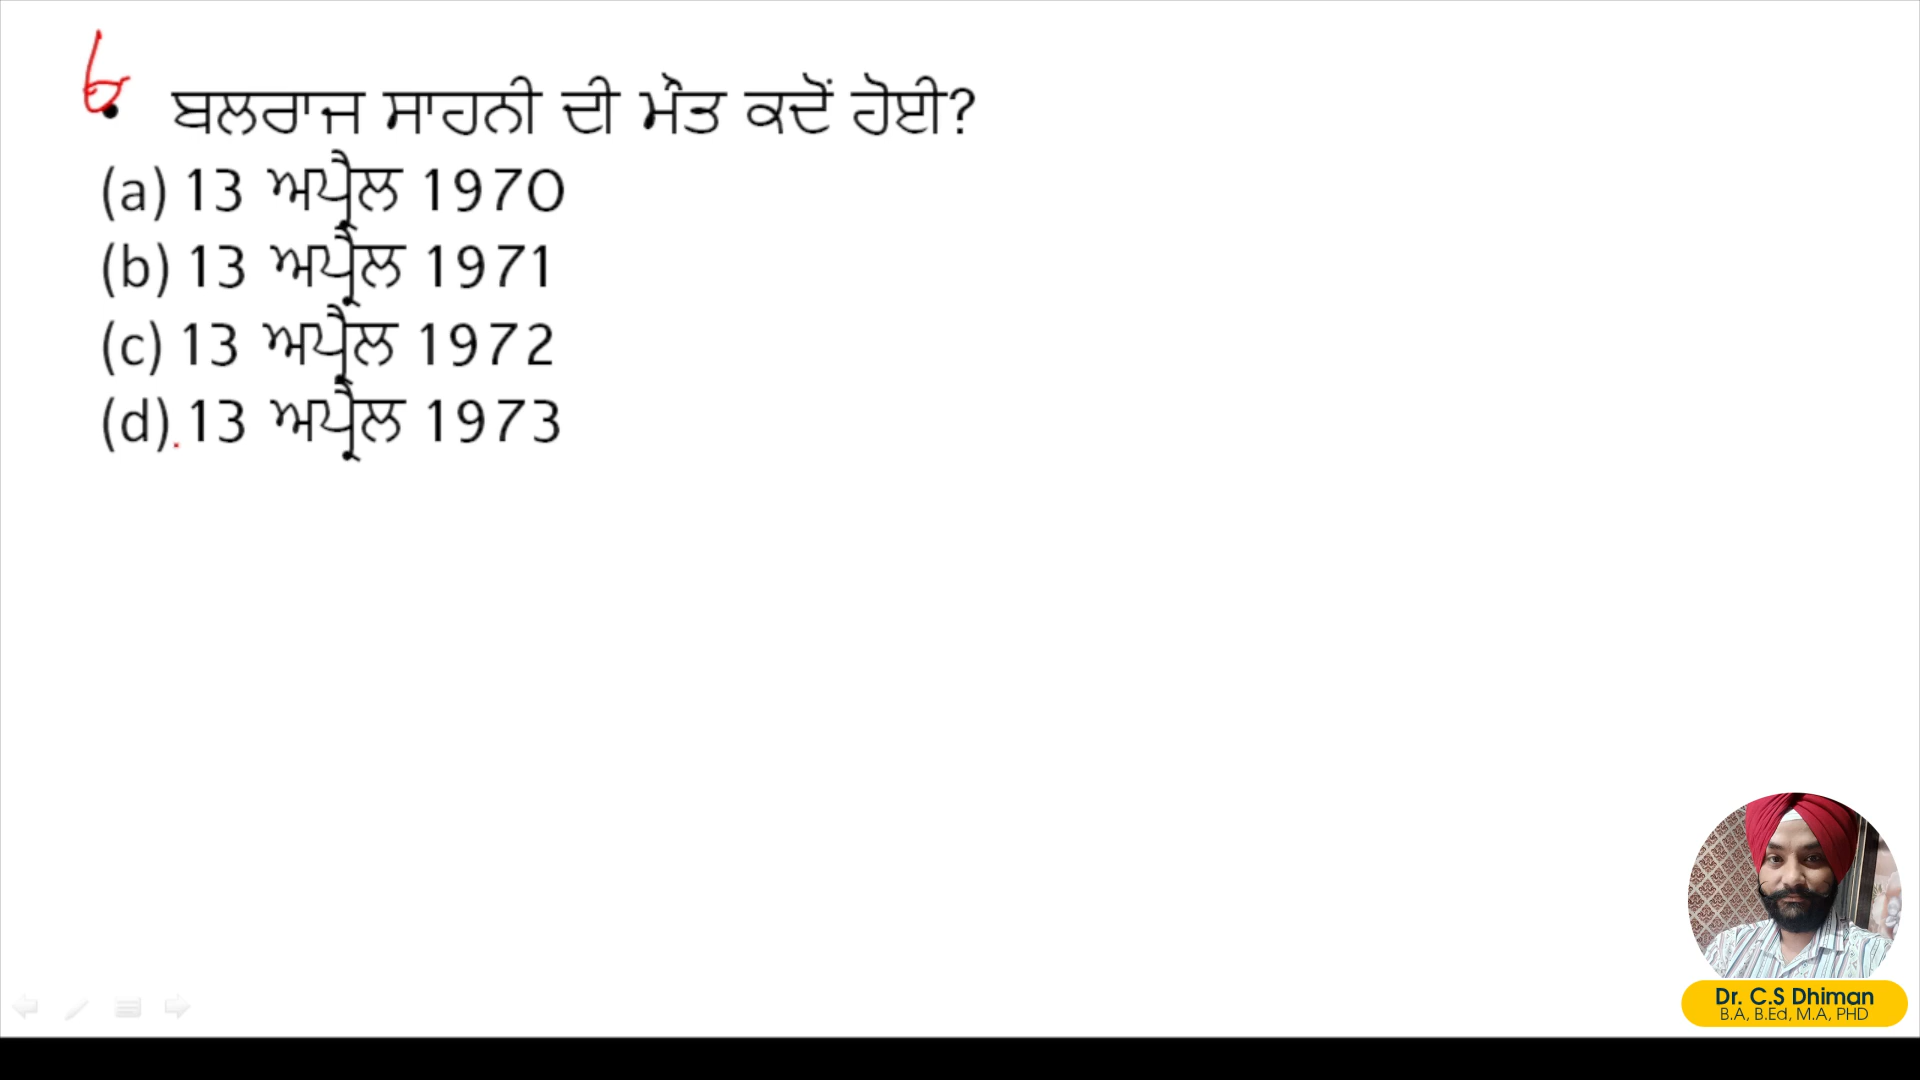 6
• ਬਲਰਾਜ ਸਾਹਨੀ ਦੀ ਮੌਤ ਕਦੋਂ ਹੋਈ?
(a) 13 ਅਪ੍ਰੈਲ 1970
(b) 13 ਅਪ੍ਰੈਲ 1971
(c) 13 ਅਪ੍ਰੈਲ 1972
(d) 13 ਅਪ੍ਰੈਲ 1973
Dr. C.S Dhiman
B.A, B.Ed, M.A, PHD